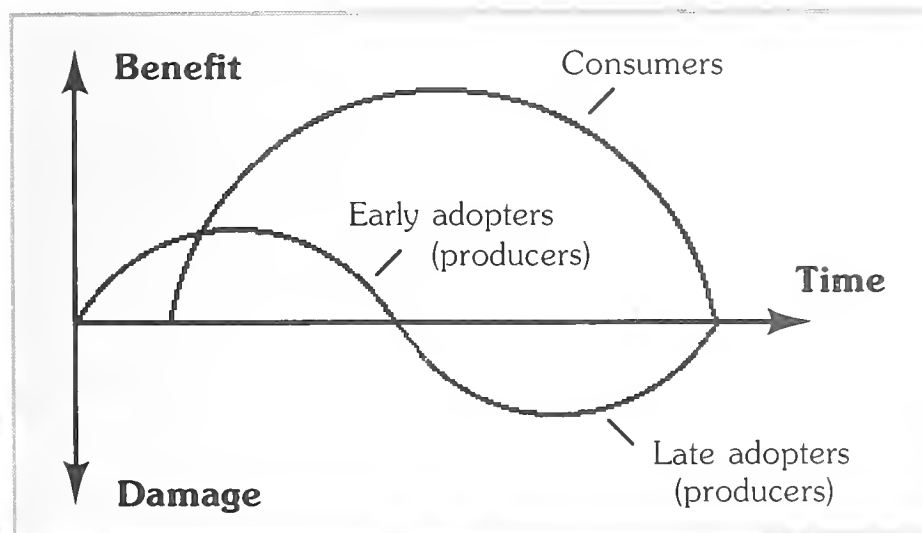 Benefit
Consumers
Early adopters
(producers)
Time
Late adopters
(producers)
Damage